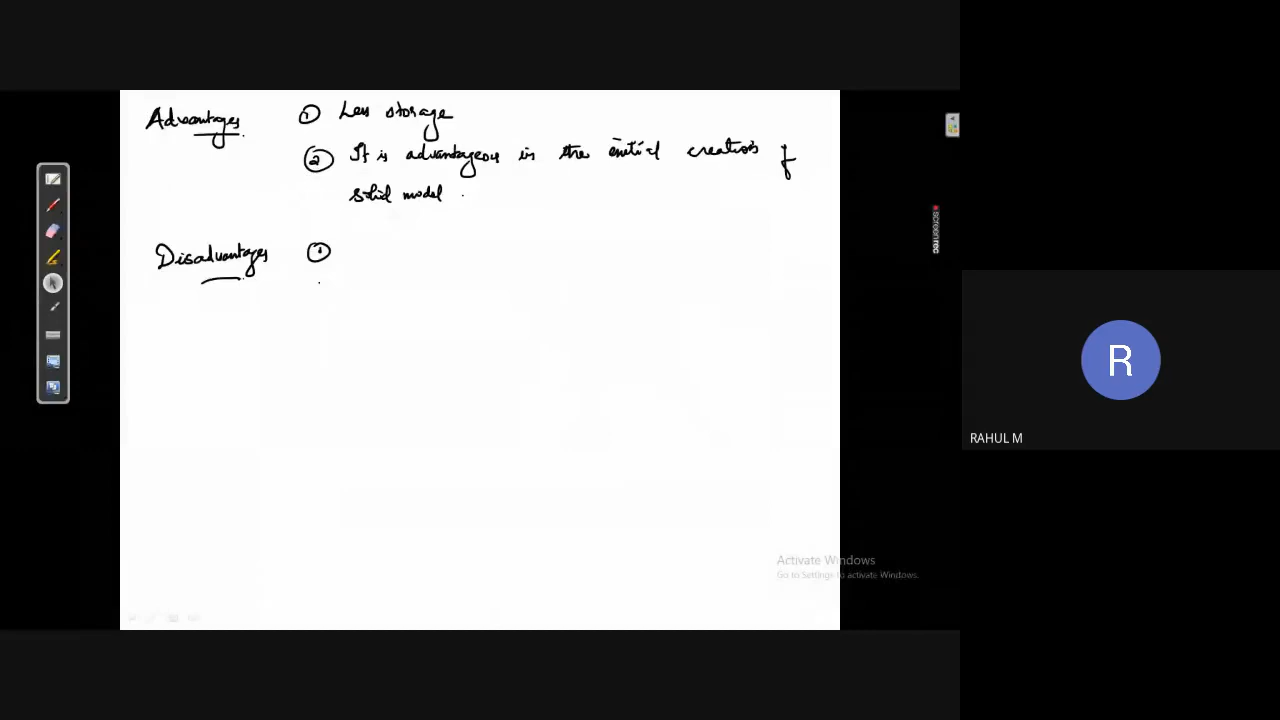 Advantages ① Less storage
② It is advantageous in the initial creation of
solid model .
Disadvantages ①
screenrec
R
RAHUL M
Activate Windows
Go to Settings to activate Windows.